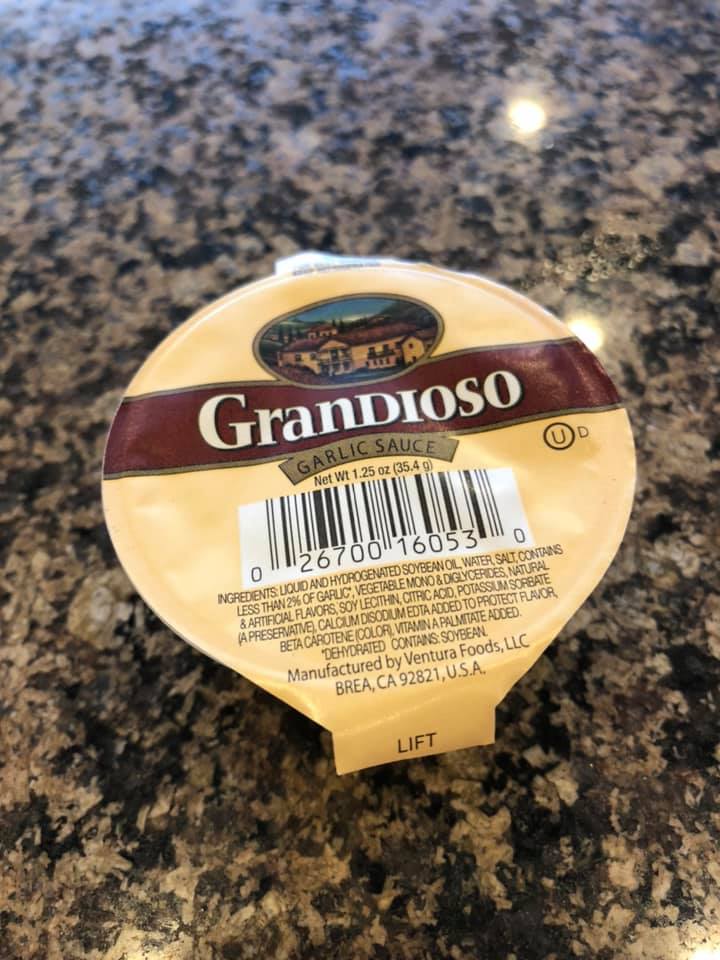 GRANDIOSO
GARLIC SAUCE
Net Wt 1.25 oz (35.4 g)
U D
0 26700 16053 0
INGREDIENTS: LIQUID AND HYDROGENATED SOYBEAN OIL, WATER, SALT, CONTAINS
LESS THAN 2% OF GARLIC*, VEGETABLE MONO & DIGLYCERIDES, NATURAL
& ARTIFICIAL FLAVORS, SOY LECITHIN, CITRIC ACID, POTASSIUM SORBATE
(A PRESERVATIVE), CALCIUM DISODIUM EDTA ADDED TO PROTECT FLAVOR,
BETA CAROTENE (COLOR), VITAMIN A PALMITATE ADDED.
*DEHYDRATED CONTAINS: SOYBEAN.
Manufactured by Ventura Foods, LLC
BREA, CA 92821, U.S.A.
LIFT